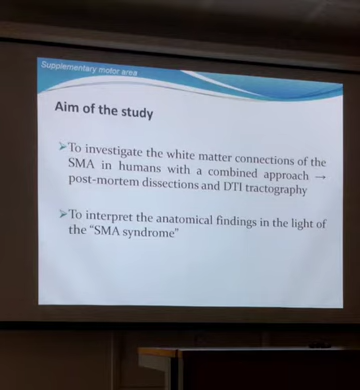 Supplementary motor area
Aim of the study
➢To investigate the white matter connections of the
SMA in humans with a combined approach →
post-mortem dissections and DTI tractography
➢To interpret the anatomical findings in the light of
the “SMA syndrome”